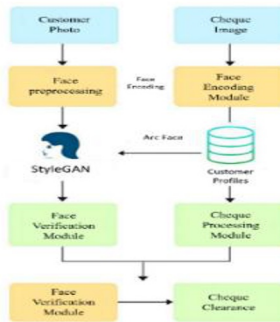 Customer
Photo
Cheque
Image
Face
preprocessing
Face
Encoding
Face
Encoding
Module
Arc Face
StyleGAN
Customer
Profiles
Face
Verification
Module
Cheque
Processing
Module
Face
Verification
Module
Cheque
Clearance